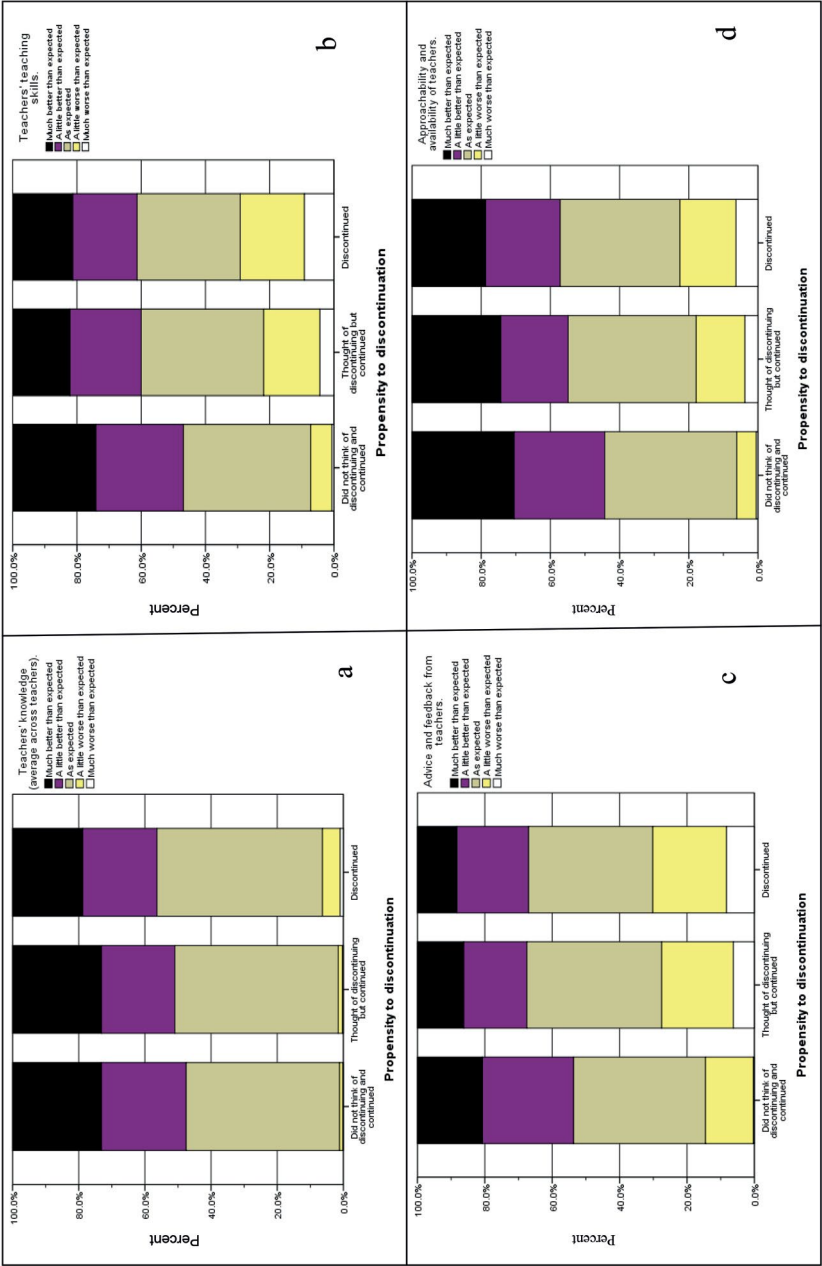 Teachers' knowledge
(average across teachers).
Much better than expected
A little better than expected
As expected
A little worse than expected
Much worse than expected
a
100.0%
80.0%
60.0%
40.0%
20.0%
0.0%
Percent
Did not think of
discontinuing and
continued
Thought of discontinuing
but continued
Discontinued
Propensity to discontinuation
Teachers' teaching
skills.
Much better than expected
A little better than expected
As expected
A little worse than expected
Much worse than expected
b
100.0%
80.0%
60.0%
40.0%
20.0%
0.0%
Percent
Did not think of
discontinuing and
continued
Thought of
discontinuing but
continued
Discontinued
Propensity to discontinuation
Advice and feedback from
teachers.
Much better than expected
A little better than expected
As expected
A little worse than expected
Much worse than expected
c
100.0%
80.0%
60.0%
40.0%
20.0%
0.0%
Percent
Did not think of
discontinuing and
continued
Thought of discontinuing
but continued
Discontinued
Propensity to discontinuation
Approachability and
availability of teachers.
Much better than expected
A little better than expected
As expected
A little worse than expected
Much worse than expected
d
100.0%
80.0%
60.0%
40.0%
20.0%
0.0%
Percent
Did not think of
discontinuing and
continued
Thought of discontinuing
but continued
Discontinued
Propensity to discontinuation